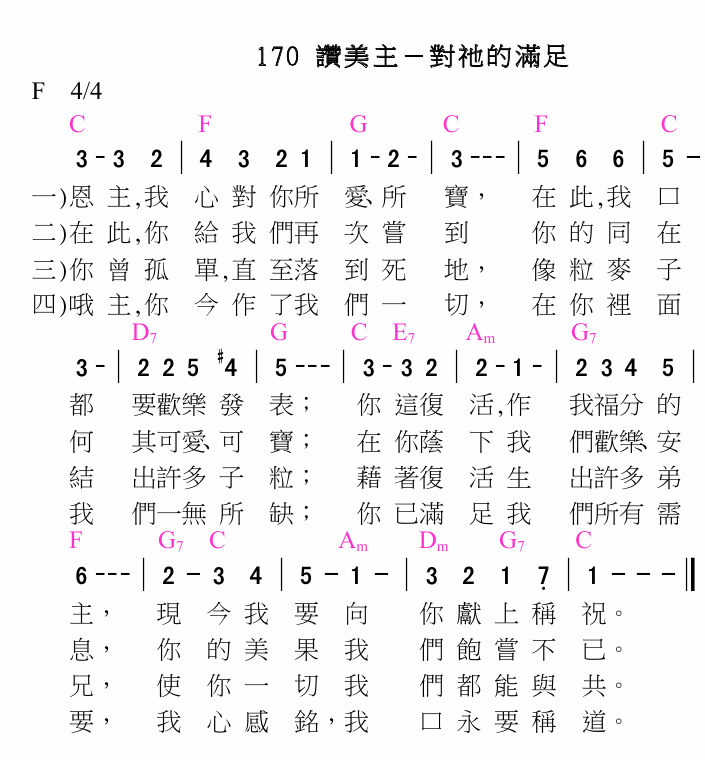 170 讚美主－對祂的滿足
F 4/4
C F G C F C
3 - 3 2 | 4 3 2 1 | 1 - 2 - | 3 - - - | 5 6 6 | 5 -
一)恩主,我心對你所愛、所寶，在此,我口
二)在此,你給我們再次嘗到你的同在
三)你曾孤單,直至落到死地，像粒麥子
四)哦主,你今作了我們一切，在你裡面
D7 G C E7 Am G7
3 - | 2 2 5 #4 | 5 - - - | 3 - 3 2 | 2 - 1 - | 2 3 4 5 |
都要歡樂發表；你這復活,作我福分的
何其可愛、可寶；在你蔭下我們歡樂、安
結出許多子粒；藉著復活生出許多弟
我們一無所缺；你已滿足我們所有需
F G7 C Am Dm G7 C
6 - - - | 2 - 3 4 | 5 - 1 - | 3 2 1 7̣ | 1 - - - ‖
主，現今我要向你獻上稱祝。
息，你的美果我們飽嘗不已。
兄，使你一切我們都能與共。
要，我心感銘，我口永要稱道。